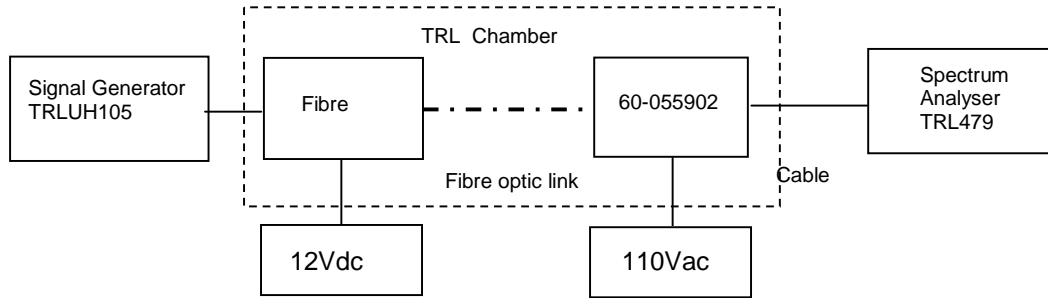 TRL Chamber
Signal Generator
TRLUH105
Fibre
60-055902
Spectrum
Analyser
TRL479
Fibre optic link
Cable
12Vdc
110Vac